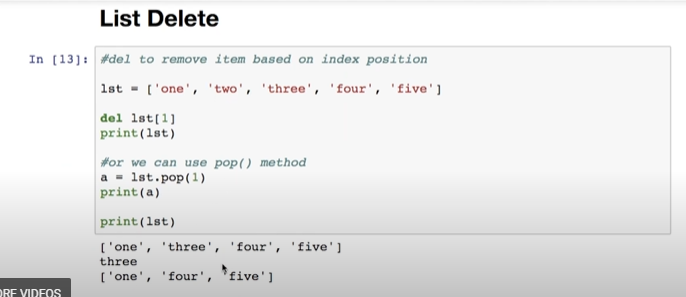 List Delete
In [13]: #del to remove item based on index position
lst = ['one', 'two', 'three', 'four', 'five']
del lst[1]
print(lst)
#or we can use pop() method
a = lst.pop(1)
print(a)
print(lst)
['one', 'three', 'four', 'five']
three
['one', 'four', 'five']
ORE VIDEOS